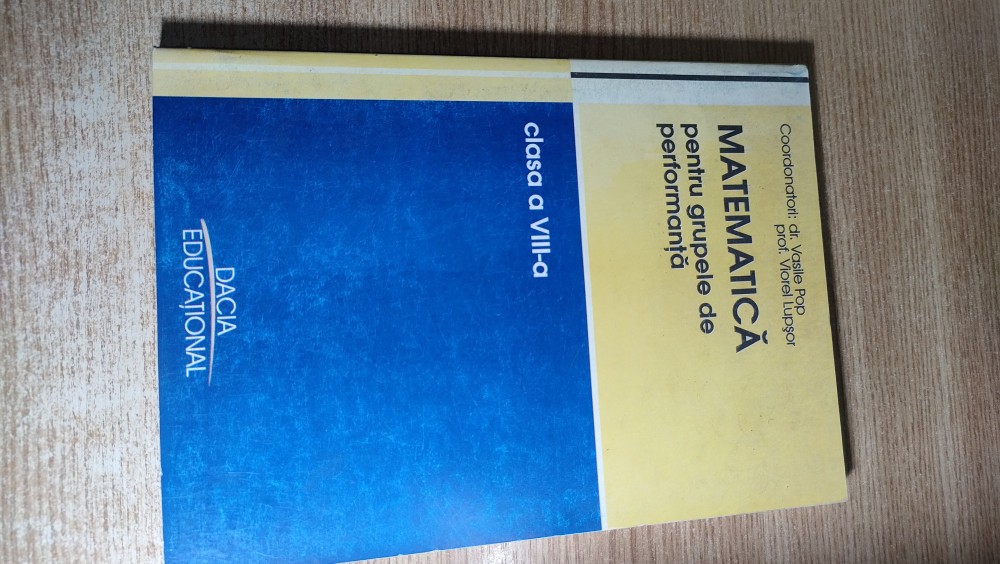 Coordonatori: dr. Vasile Pop
prof. Viorel Lupșor
MATEMATICĂ
pentru grupele de
performanță
clasa a VIII-a
DACIA
EDUCAȚIONAL